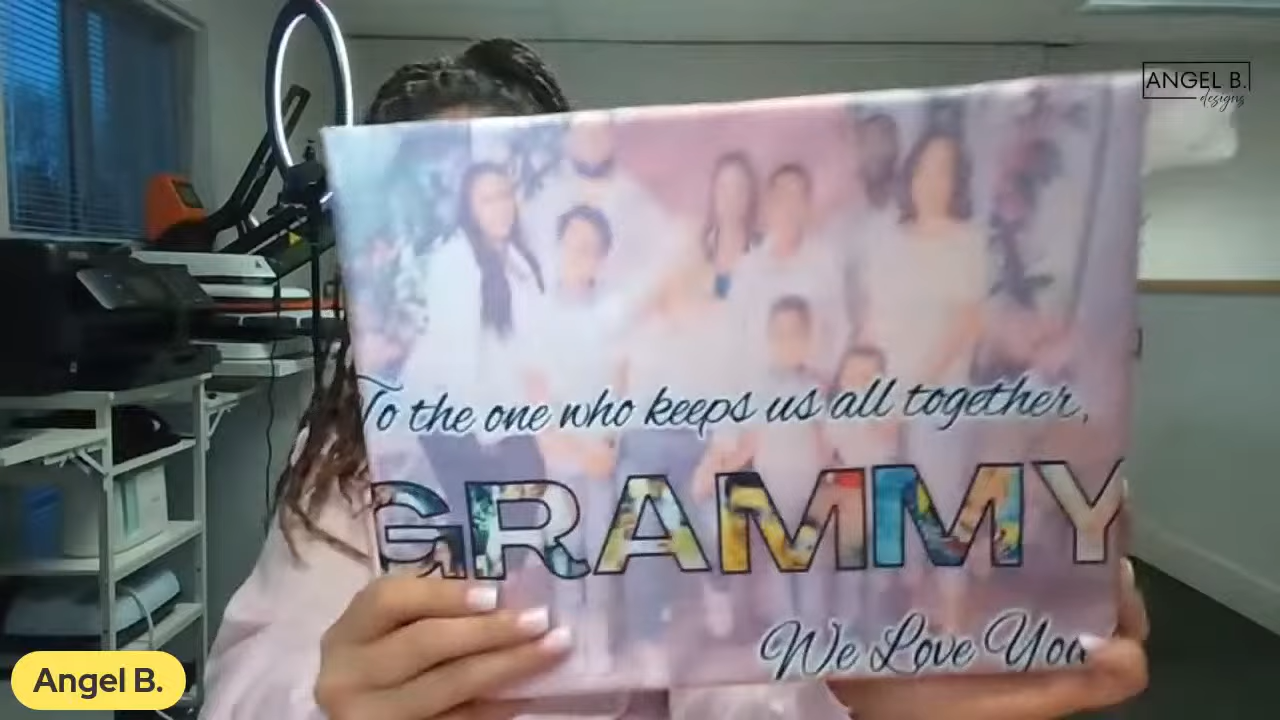 ANGEL B.
designs
To the one who keeps us all together,
GRAMMY
We Love You
Angel B.